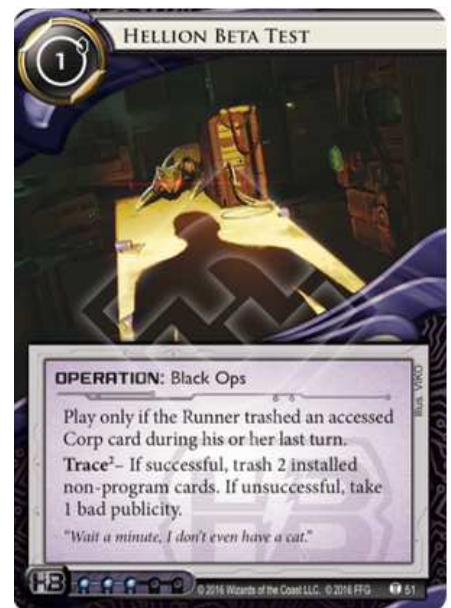 1
HELLION BETA TEST
OPERATION: Black Ops
Play only if the Runner trashed an accessed
Corp card during his or her last turn.
Trace²– If successful, trash 2 installed
non-program cards. If unsuccessful, take
1 bad publicity.
"Wait a minute, I don't even have a cat."
Illus. VIKO
HB
© 2016 Wizards of the Coast LLC. © 2016 FFG
51